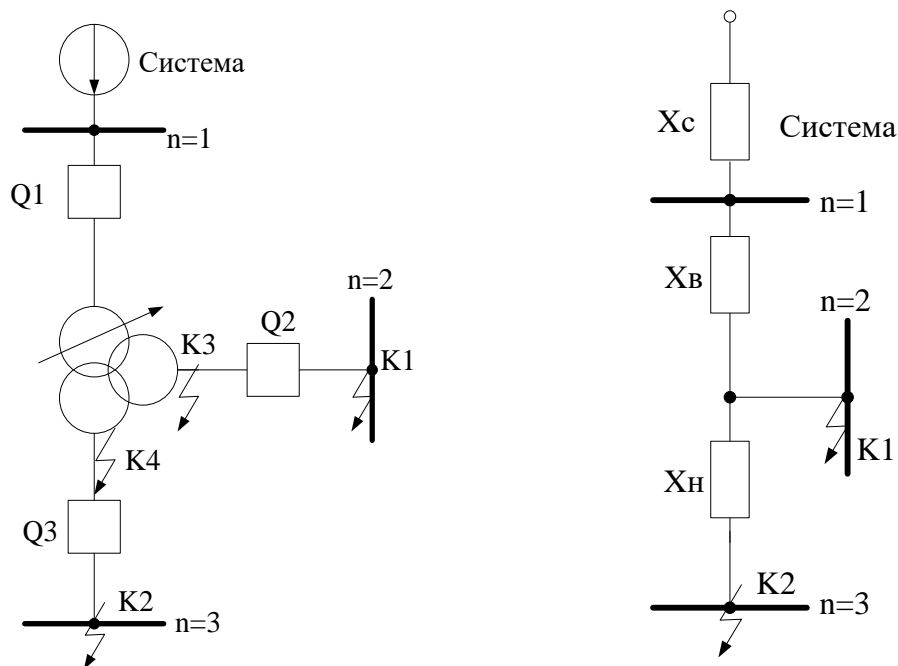 Система
n=1
Q1
n=2
Q2
K3
K1
K4
Q3
K2
n=3
Xc
Система
n=1
Xв
n=2
K1
Xн
K2
n=3